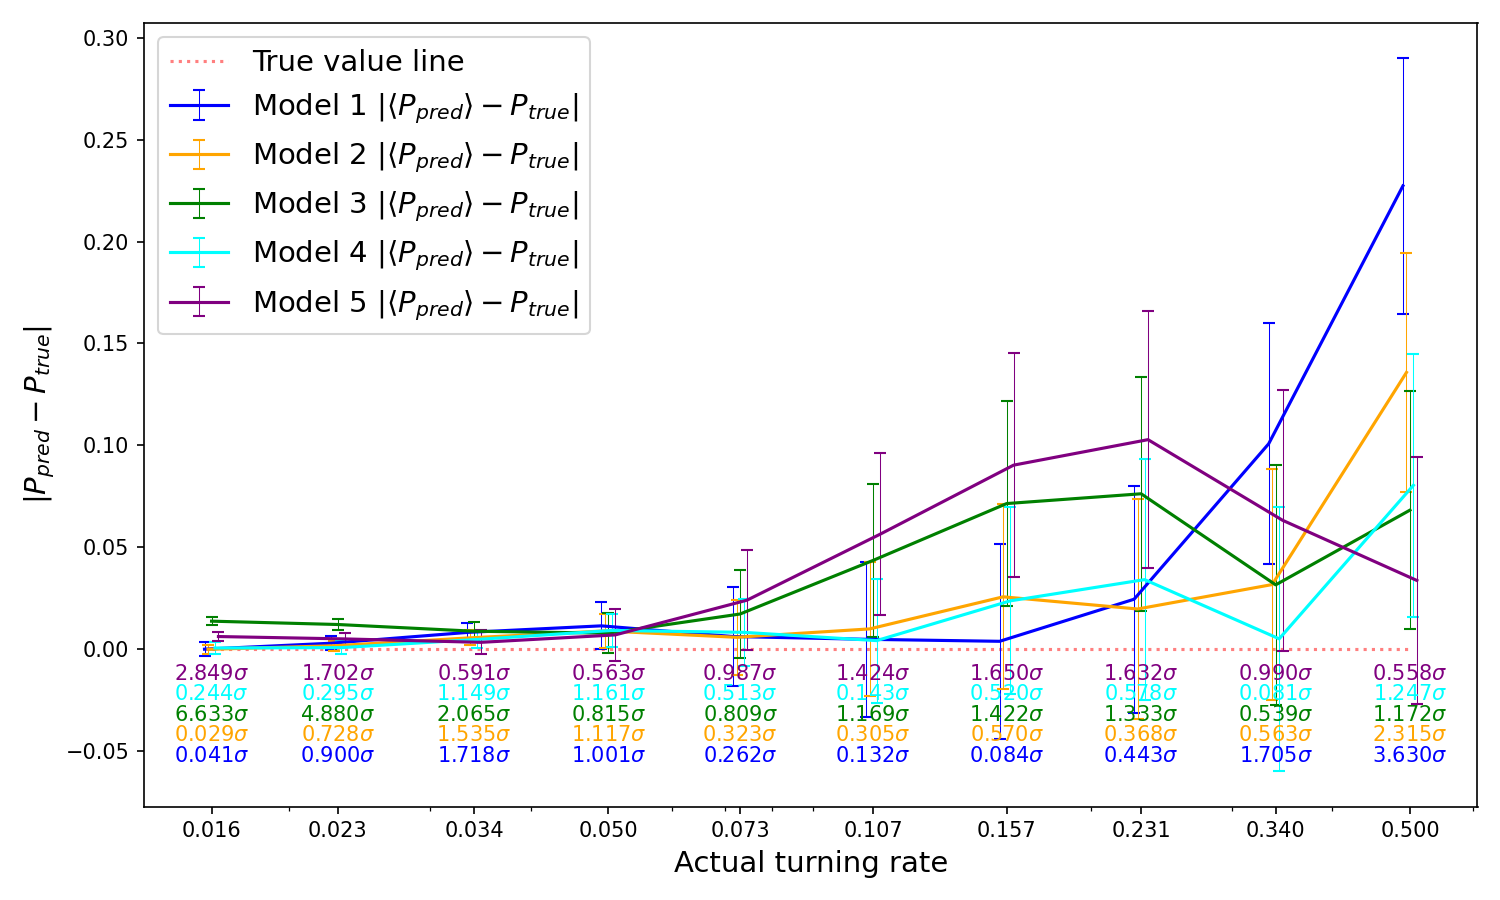 True value line
Model 1 |⟨P_pred⟩ − P_true|
Model 2 |⟨P_pred⟩ − P_true|
Model 3 |⟨P_pred⟩ − P_true|
Model 4 |⟨P_pred⟩ − P_true|
Model 5 |⟨P_pred⟩ − P_true|
|P_pred − P_true|
0.30
0.25
0.20
0.15
0.10
0.05
0.00
−0.05
2.849σ 1.702σ 0.591σ 0.563σ 0.987σ 1.424σ 1.650σ 1.632σ 0.990σ 0.558σ
0.244σ 0.295σ 1.149σ 1.161σ 0.513σ 0.143σ 0.578σ 0.081σ 1.247σ
6.633σ 4.880σ 2.065σ 0.815σ 0.809σ 1.169σ 1.422σ 1.333σ 0.539σ 1.172σ
0.029σ 0.728σ 1.535σ 1.117σ 0.323σ 0.305σ 0.570σ 0.368σ 0.563σ 2.315σ
0.041σ 0.900σ 1.718σ 1.001σ 0.262σ 0.132σ 0.084σ 0.443σ 1.705σ 3.630σ
0.016 0.023 0.034 0.050 0.073 0.107 0.157 0.231 0.340 0.500
Actual turning rate